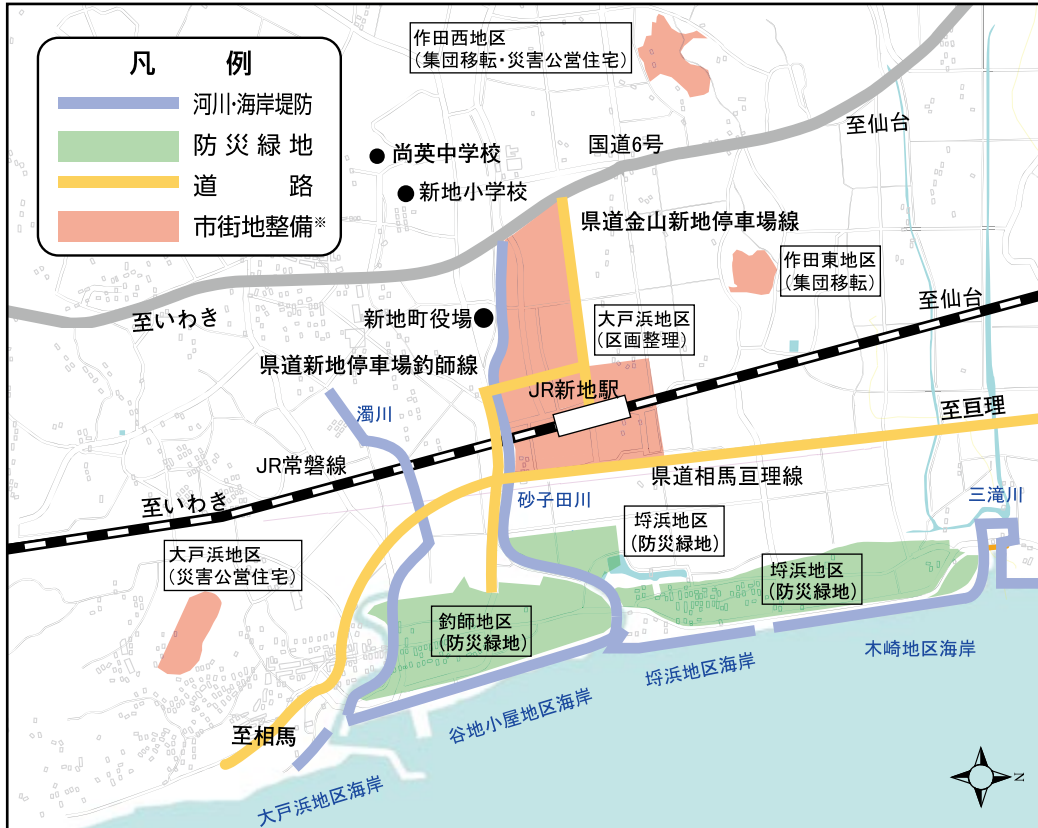 凡例
河川・海岸堤防
防災緑地
道路
市街地整備※
作田西地区
(集団移転・災害公営住宅)
至仙台
国道6号
尚英中学校
新地小学校
県道金山新地停車場線
作田東地区
(集団移転)
至仙台
至いわき
新地町役場
大戸浜地区
(区画整理)
県道新地停車場釣師線
JR新地駅
濁川
至亘理
JR常磐線
県道相馬亘理線
至いわき
砂子田川
三滝川
埒浜地区
(防災緑地)
大戸浜地区
(災害公営住宅)
埒浜地区
(防災緑地)
釣師地区
(防災緑地)
木崎地区海岸
埒浜地区海岸
谷地小屋地区海岸
至相馬
大戸浜地区海岸
N